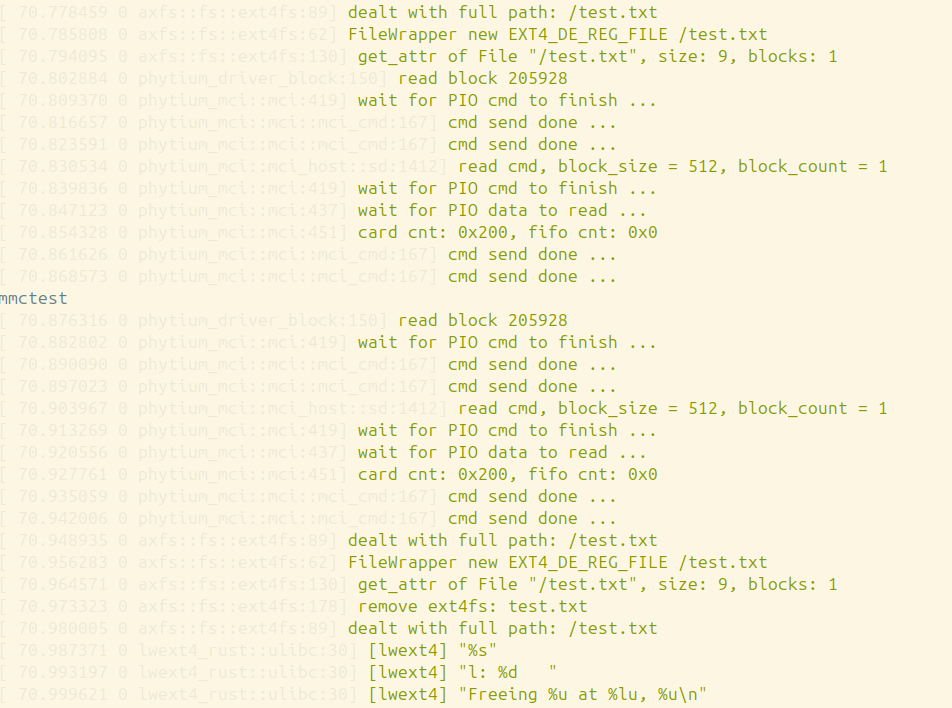 [ 70.778459 0 axfs::fs::ext4fs:89] dealt with full path: /test.txt
[ 70.785808 0 axfs::fs::ext4fs:62] FileWrapper new EXT4_DE_REG_FILE /test.txt
[ 70.794095 0 axfs::fs::ext4fs:130] get_attr of File "/test.txt", size: 9, blocks: 1
[ 70.802884 0 phytium_driver_block:150] read block 205928
[ 70.809370 0 phytium_mci::mci:419] wait for PIO cmd to finish ...
[ 70.816657 0 phytium_mci::mci::mci_cmd:167] cmd send done ...
[ 70.823591 0 phytium_mci::mci::mci_cmd:167] cmd send done ...
[ 70.830534 0 phytium_mci::mci_host::sd:1412] read cmd, block_size = 512, block_count = 1
[ 70.839856 0 phytium_mci::mci:419] wait for PIO cmd to finish ...
[ 70.847123 0 phytium_mci::mci:437] wait for PIO data to read ...
[ 70.854328 0 phytium_mci::mci:451] card cnt: 0x200, fifo cnt: 0x0
[ 70.861626 0 phytium_mci::mci::mci_cmd:167] cmd send done ...
[ 70.868573 0 phytium_mci::mci::mci_cmd:167] cmd send done ...
mmctest
[ 70.876316 0 phytium_driver_block:150] read block 205928
[ 70.882802 0 phytium_mci::mci:419] wait for PIO cmd to finish ...
[ 70.890090 0 phytium_mci::mci::mci_cmd:167] cmd send done ...
[ 70.897023 0 phytium_mci::mci::mci_cmd:167] cmd send done ...
[ 70.903967 0 phytium_mci::mci_host::sd:1412] read cmd, block_size = 512, block_count = 1
[ 70.913269 0 phytium_mci::mci:419] wait for PIO cmd to finish ...
[ 70.920556 0 phytium_mci::mci:437] wait for PIO data to read ...
[ 70.927761 0 phytium_mci::mci:451] card cnt: 0x200, fifo cnt: 0x0
[ 70.935059 0 phytium_mci::mci::mci_cmd:167] cmd send done ...
[ 70.942006 0 phytium_mci::mci::mci_cmd:167] cmd send done ...
[ 70.948935 0 axfs::fs::ext4fs:89] dealt with full path: /test.txt
[ 70.956283 0 axfs::fs::ext4fs:62] FileWrapper new EXT4_DE_REG_FILE /test.txt
[ 70.964571 0 axfs::fs::ext4fs:130] get_attr of File "/test.txt", size: 9, blocks: 1
[ 70.973323 0 axfs::fs::ext4fs:178] remove ext4fs: test.txt
[ 70.980005 0 axfs::fs::ext4fs:89] dealt with full path: /test.txt
[ 70.987371 0 lwext4_rust::ulibc:30] [lwext4] "%s"
[ 70.993197 0 lwext4_rust::ulibc:30] [lwext4] "l: %d   "
[ 70.999621 0 lwext4_rust::ulibc:30] [lwext4] "Freeing %u at %lu, %u\n"